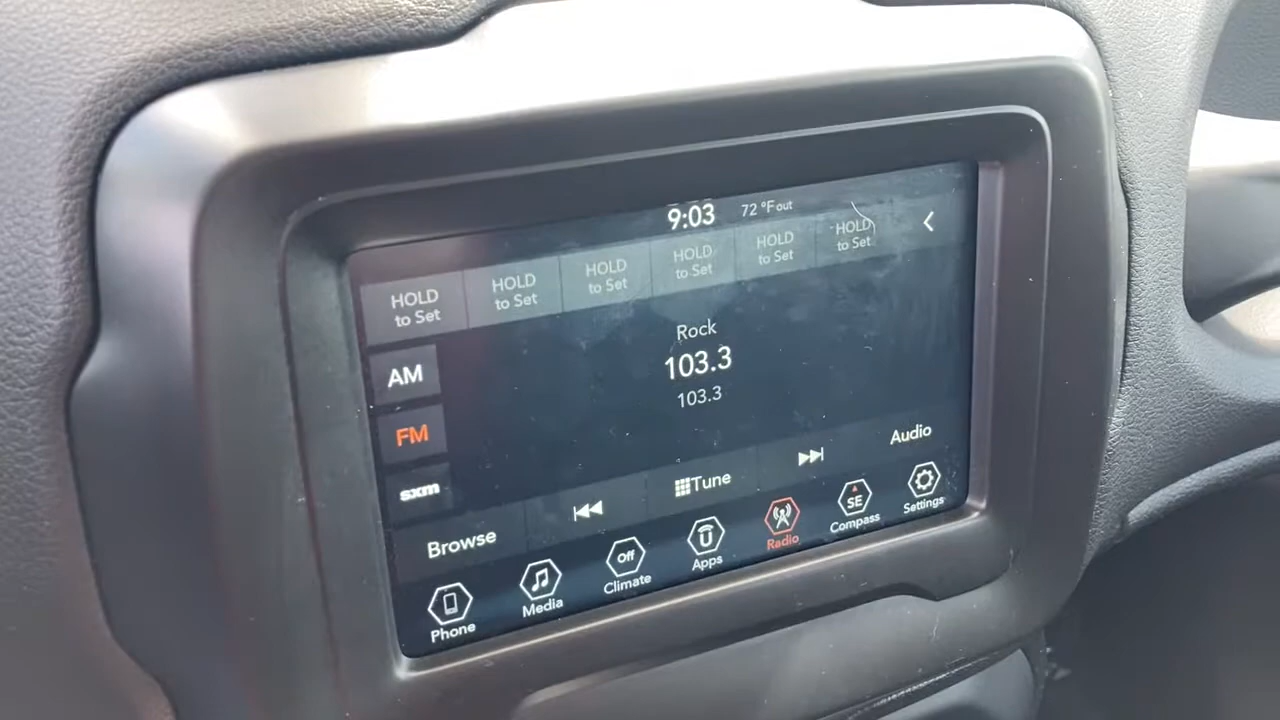 9:03 72 °F out
HOLD
to Set
HOLD
to Set
HOLD
to Set
HOLD
to Set
HOLD
to Set
HOLD
to Set
Rock
103.3
103.3
AM
FM
sxm
Browse
Tune
Audio
Phone
Media
Off
Climate
U
Apps
Radio
SE
Compass
Settings